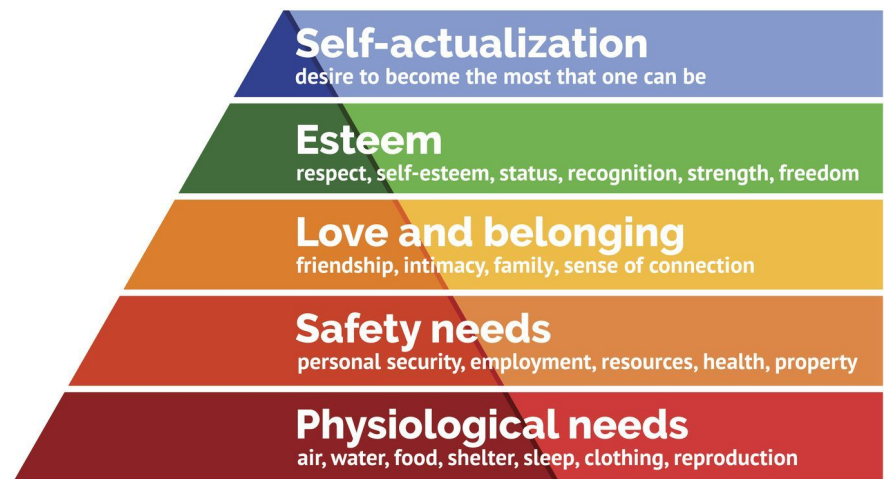 Self-actualization
desire to become the most that one can be
Esteem
respect, self-esteem, status, recognition, strength, freedom
Love and belonging
friendship, intimacy, family, sense of connection
Safety needs
personal security, employment, resources, health, property
Physiological needs
air, water, food, shelter, sleep, clothing, reproduction